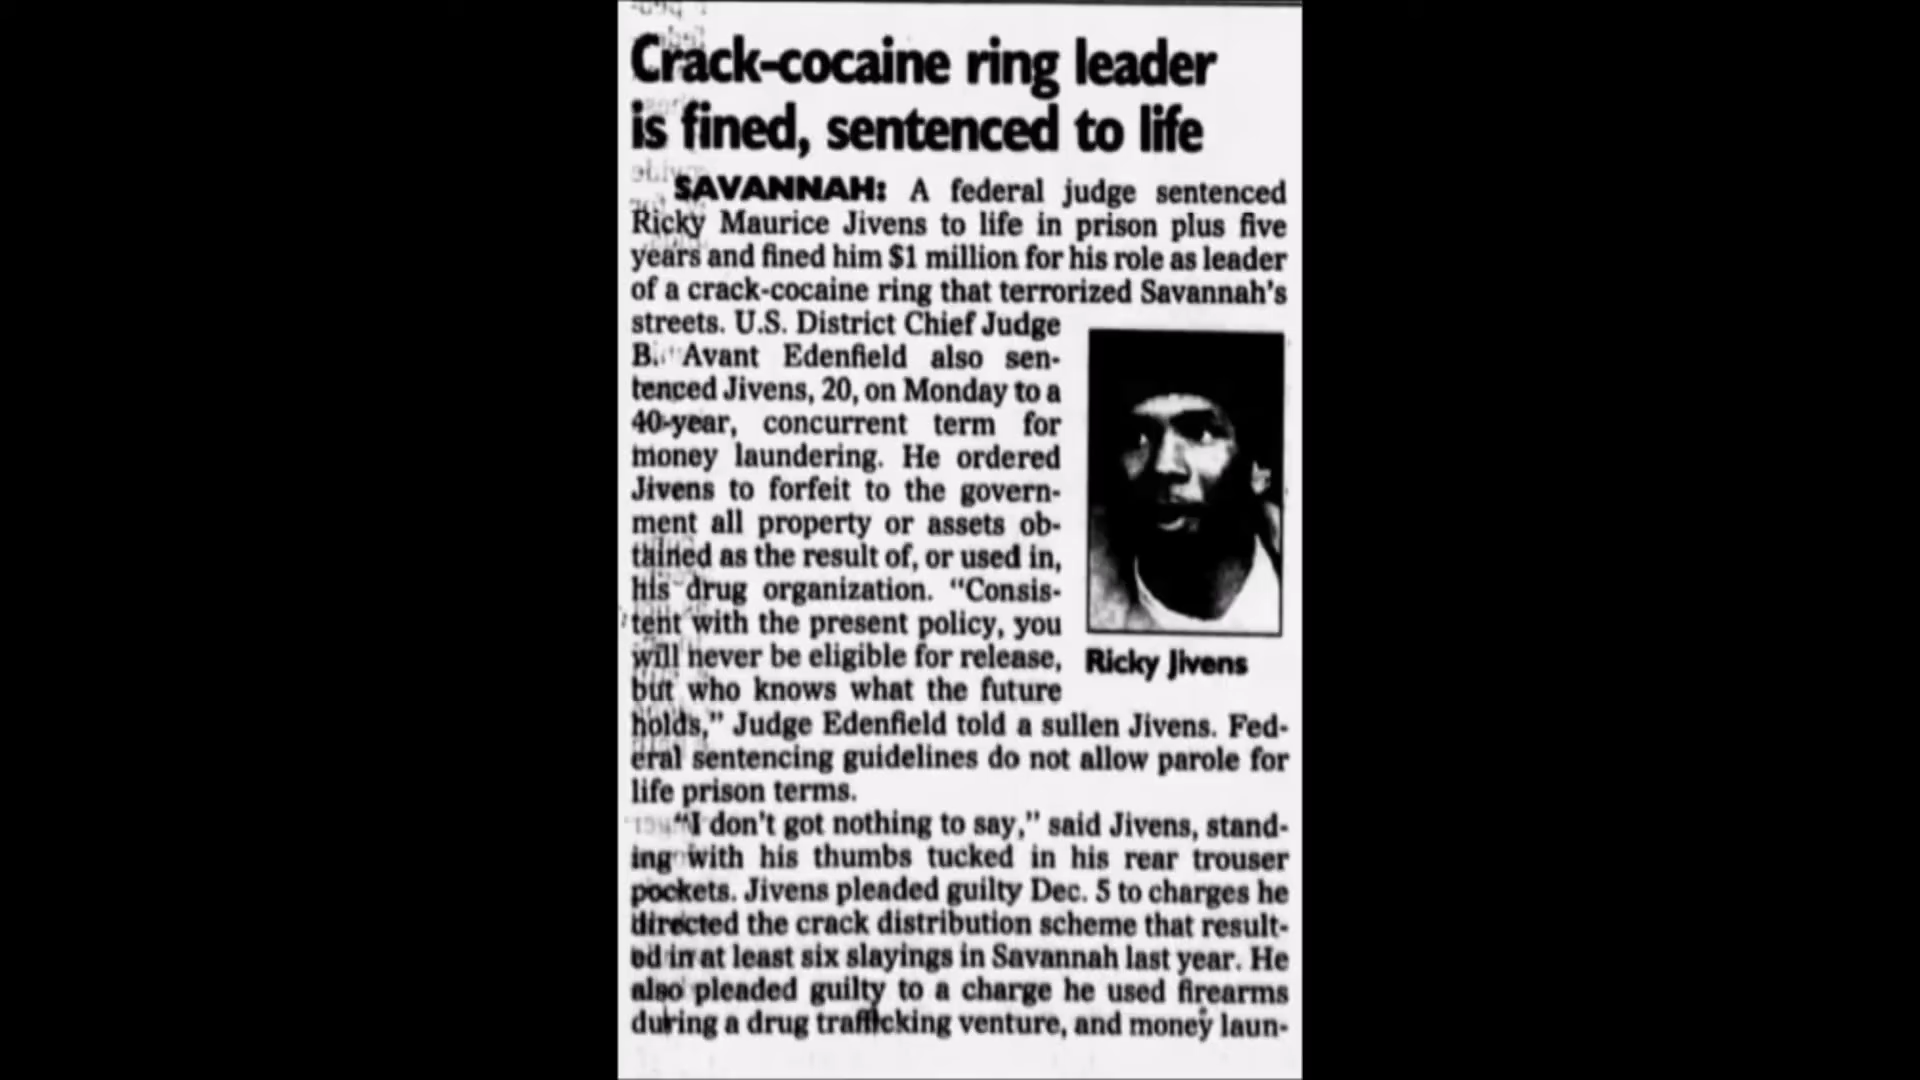 Crack-cocaine ring leader
is fined, sentenced to life
SAVANNAH: A federal judge sentenced
Ricky Maurice Jivens to life in prison plus five
years and fined him $1 million for his role as leader
of a crack-cocaine ring that terrorized Savannah's
streets. U.S. District Chief Judge
B. Avant Edenfield also sen-
tenced Jivens, 20, on Monday to a
40-year, concurrent term for
money laundering. He ordered
Jivens to forfeit to the govern-
ment all property or assets ob-
tained as the result of, or used in,
his drug organization. “Consis-
tent with the present policy, you
will never be eligible for release,
but who knows what the future
holds,” Judge Edenfield told a sullen Jivens. Fed-
eral sentencing guidelines do not allow parole for
life prison terms.
“I don't got nothing to say,” said Jivens, stand-
ing with his thumbs tucked in his rear trouser
pockets. Jivens pleaded guilty Dec. 5 to charges he
directed the crack distribution scheme that result-
ed in at least six slayings in Savannah last year. He
also pleaded guilty to a charge he used firearms
during a drug trafficking venture, and money laun-
Ricky Jivens